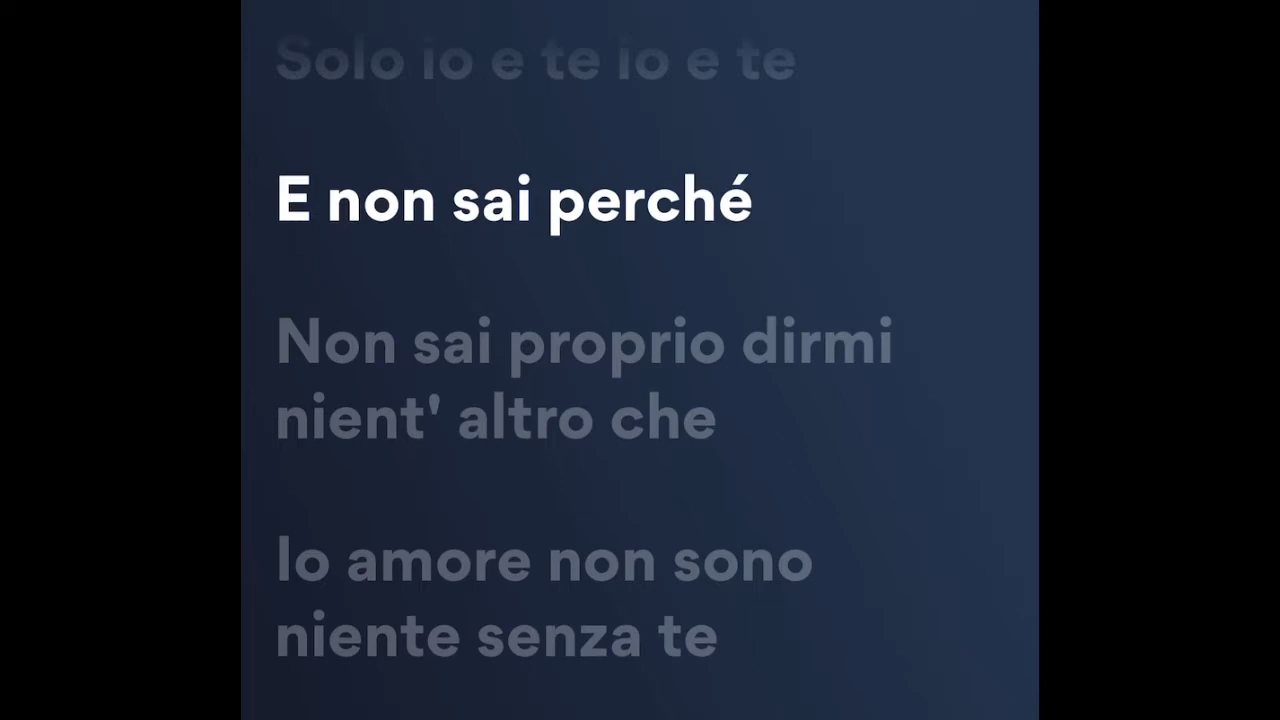 Solo io e te io e te
E non sai perché
Non sai proprio dirmi
nient' altro che
Io amore non sono
niente senza te